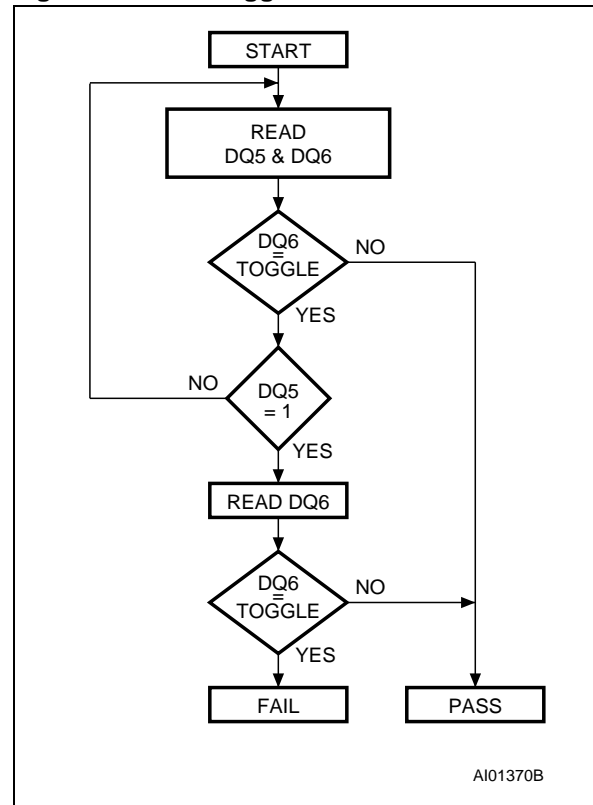 START
READ
DQ5 & DQ6
DQ6
=
TOGGLE
NO
YES
NO
DQ5
= 1
YES
READ DQ6
DQ6
=
TOGGLE
NO
YES
FAIL
PASS
AI01370B